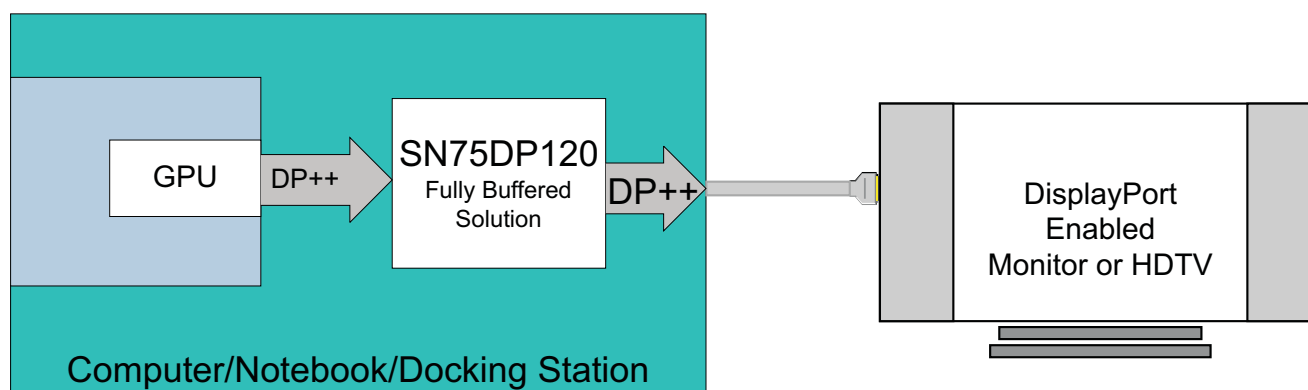 GPU
DP++
SN75DP120
Fully Buffered
Solution
DP++
DisplayPort
Enabled
Monitor or HDTV
Computer/Notebook/Docking Station